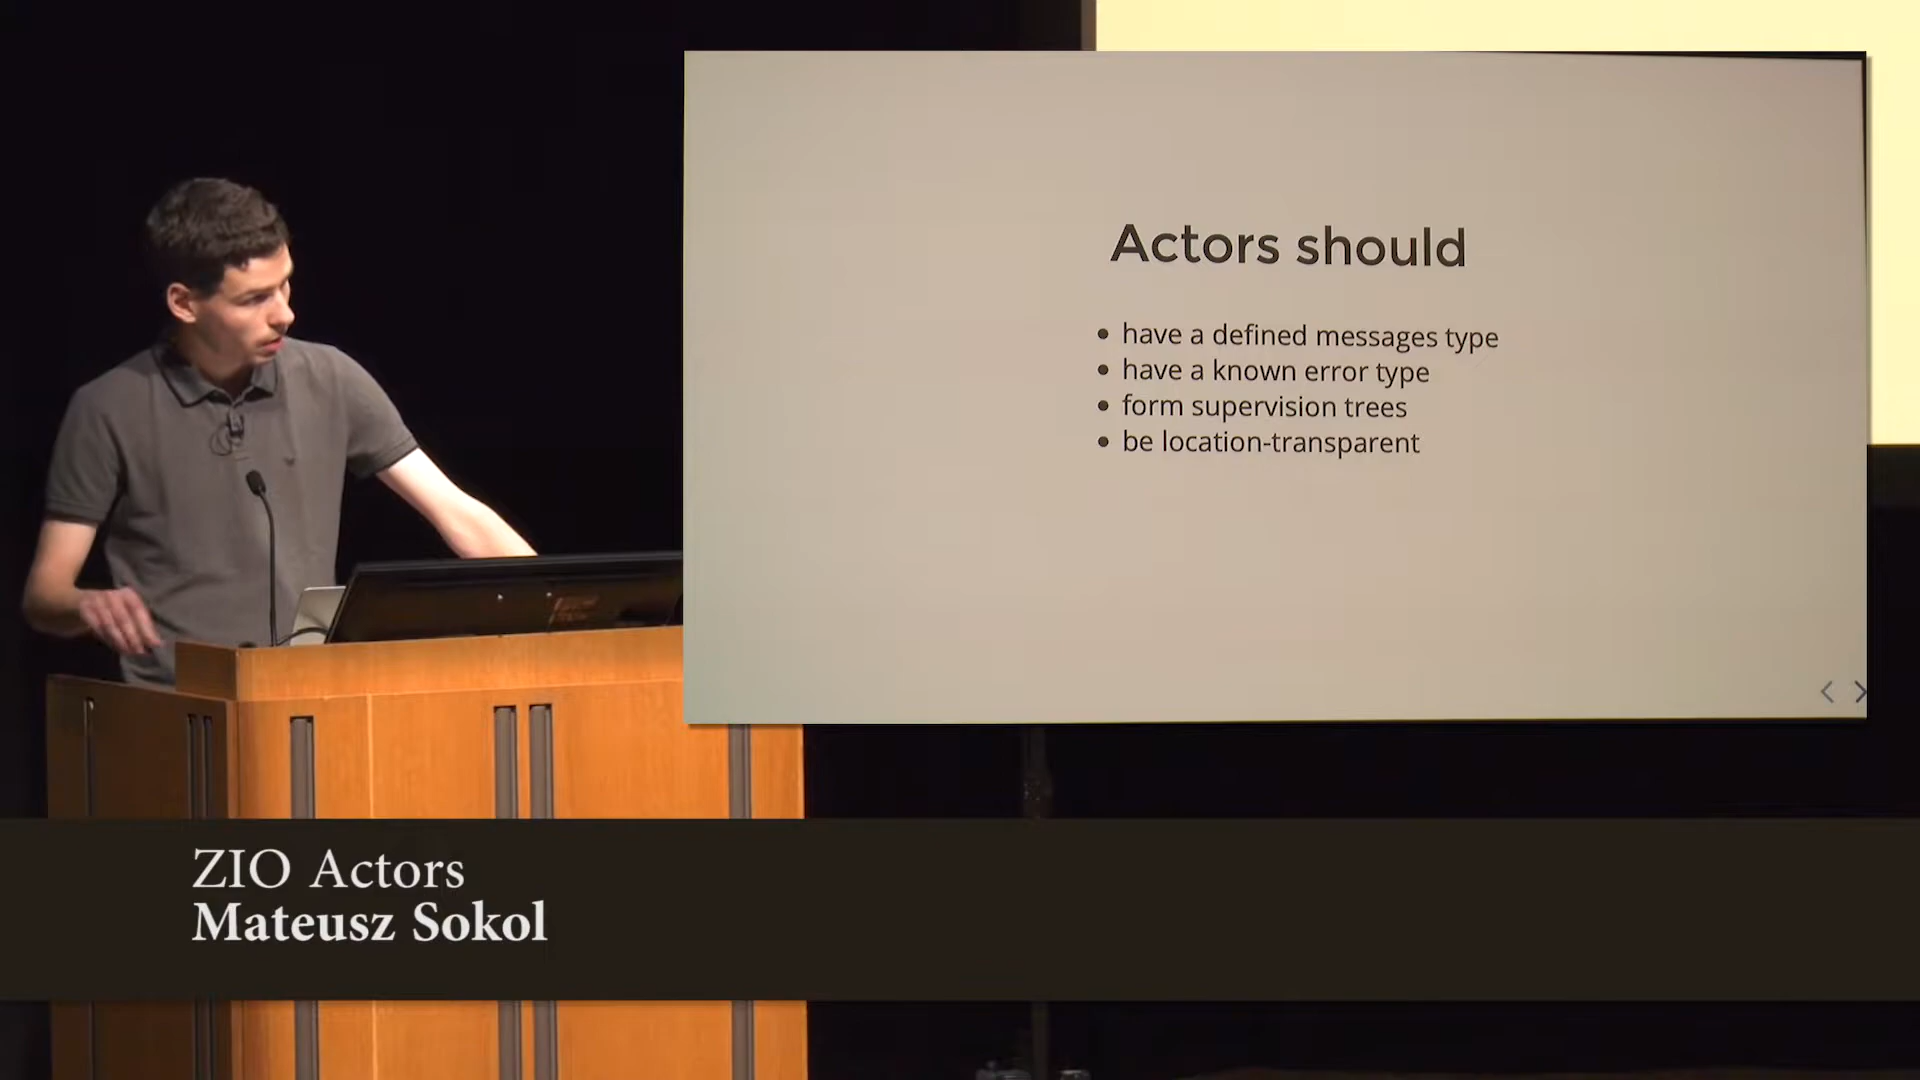 Actors should
• have a defined messages type
• have a known error type
• form supervision trees
• be location-transparent
ZIO Actors
Mateusz Sokol